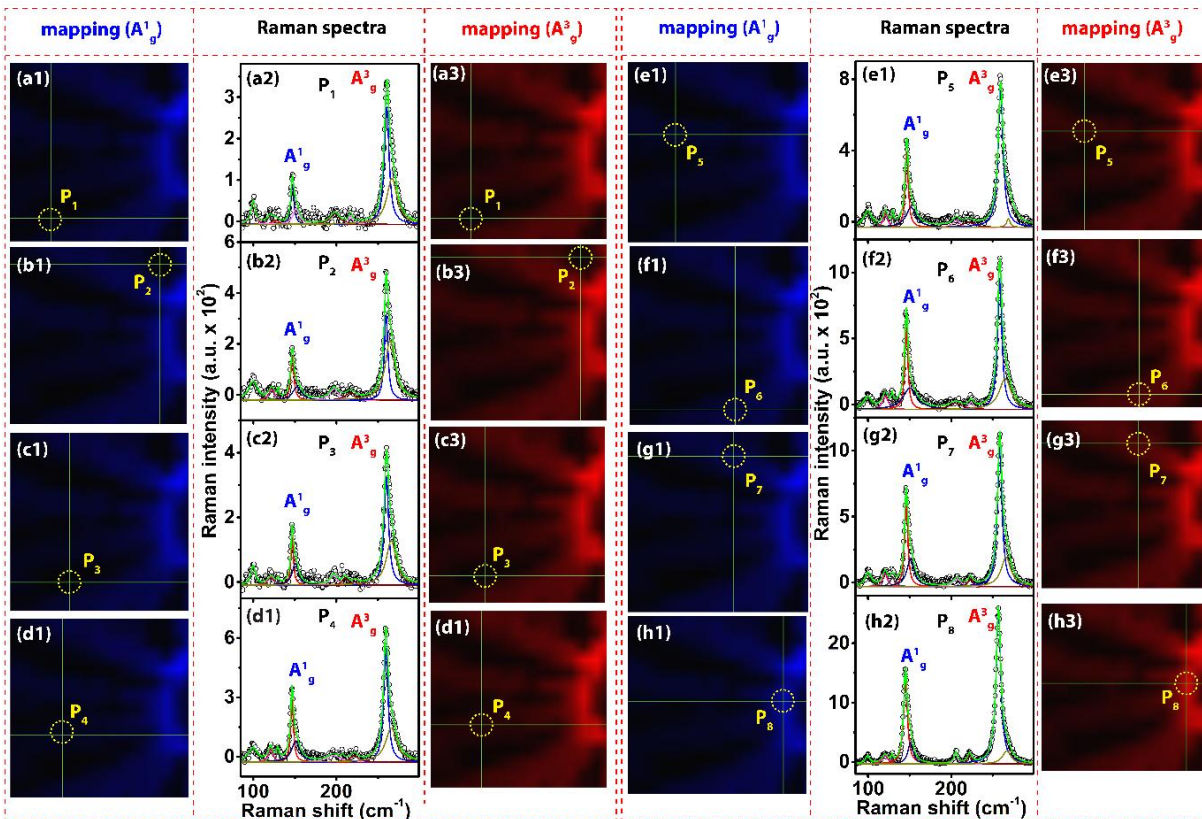 mapping (A¹g) Raman spectra mapping (A³g) mapping (A¹g) Raman spectra mapping (A³g)
(a1)
P1
(a2) P1 A³g
A¹g
3
2
1
0
(a3)
P1
(b1)
P2
6
(b2) P2 A³g
A¹g
4
2
0
(b3)
P2
(c1)
P3
(c2) P3 A³g
A¹g
4
2
0
(c3)
P3
(d1)
P4
(d1) P4 A³g
A¹g
6
3
0
(d1)
P4
Raman intensity (a.u. x 10²)
100 200
Raman shift (cm⁻¹)
(e1)
P5
(e1) P5 A³g
A¹g
8
4
0
(e3)
P5
(f1)
P6
(f2) P6 A³g
A¹g
10
5
0
(f3)
P6
(g1)
P7
(g2) P7 A³g
A¹g
10
5
0
(g3)
P7
(h1)
P8
(h2) P8 A³g
A¹g
20
10
0
(h3)
P8
Raman intensity (a.u. x 10²)
100 200
Raman shift (cm⁻¹)